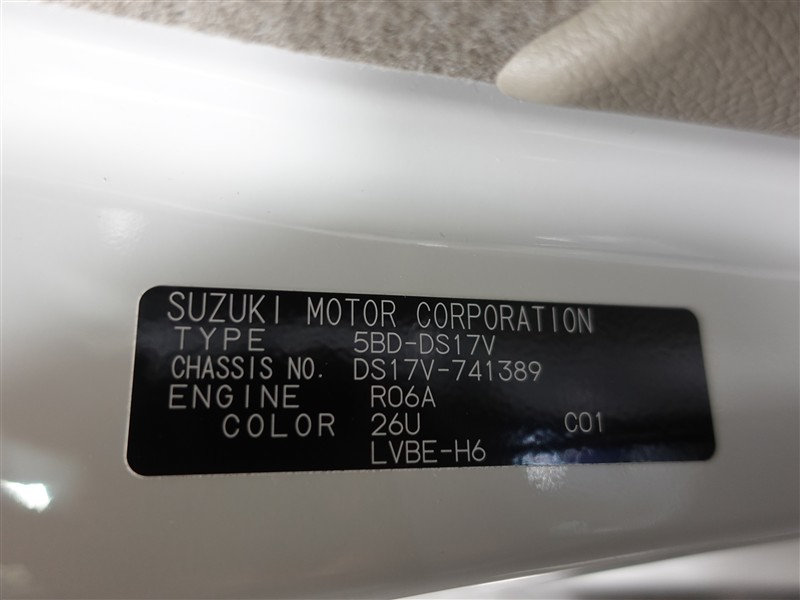 SUZUKI MOTOR CORPORATION
TYPE 5BD-DS17V
CHASSIS NO. DS17V-741389
ENGINE R06A
COLOR 26U C01
LVBE-H6